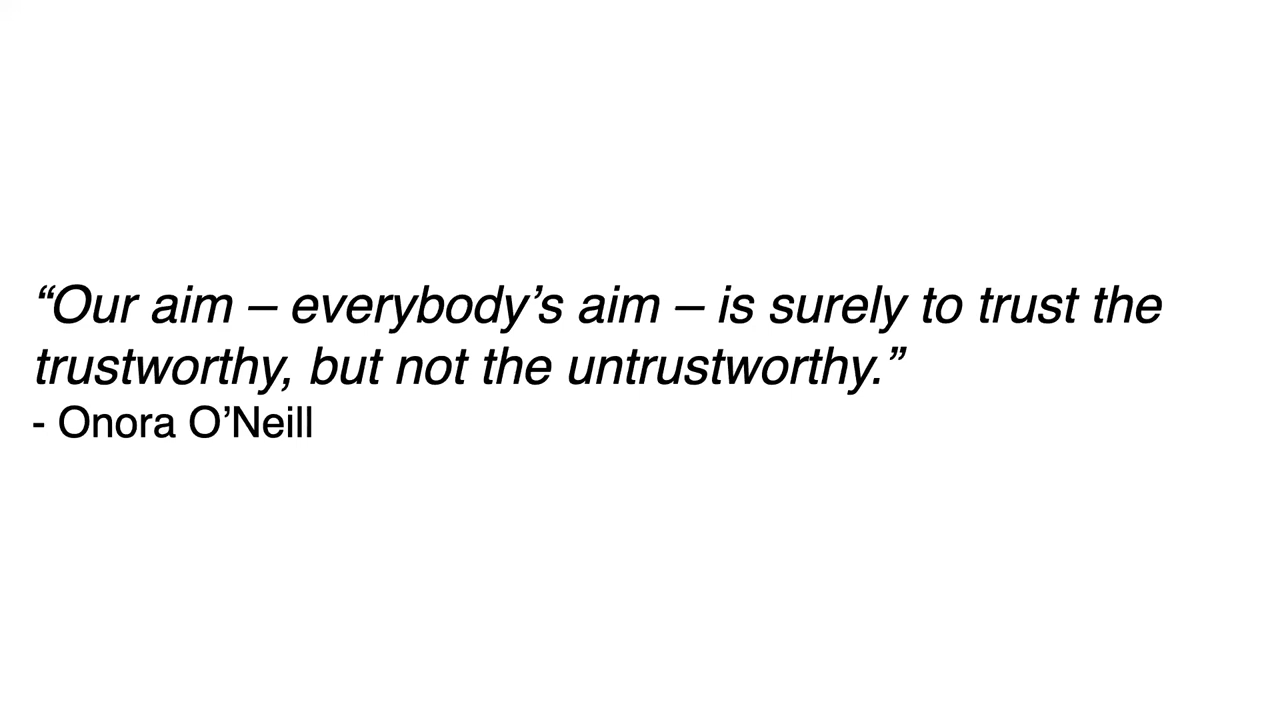 “Our aim – everybody’s aim – is surely to trust the
trustworthy, but not the untrustworthy.”
- Onora O’Neill